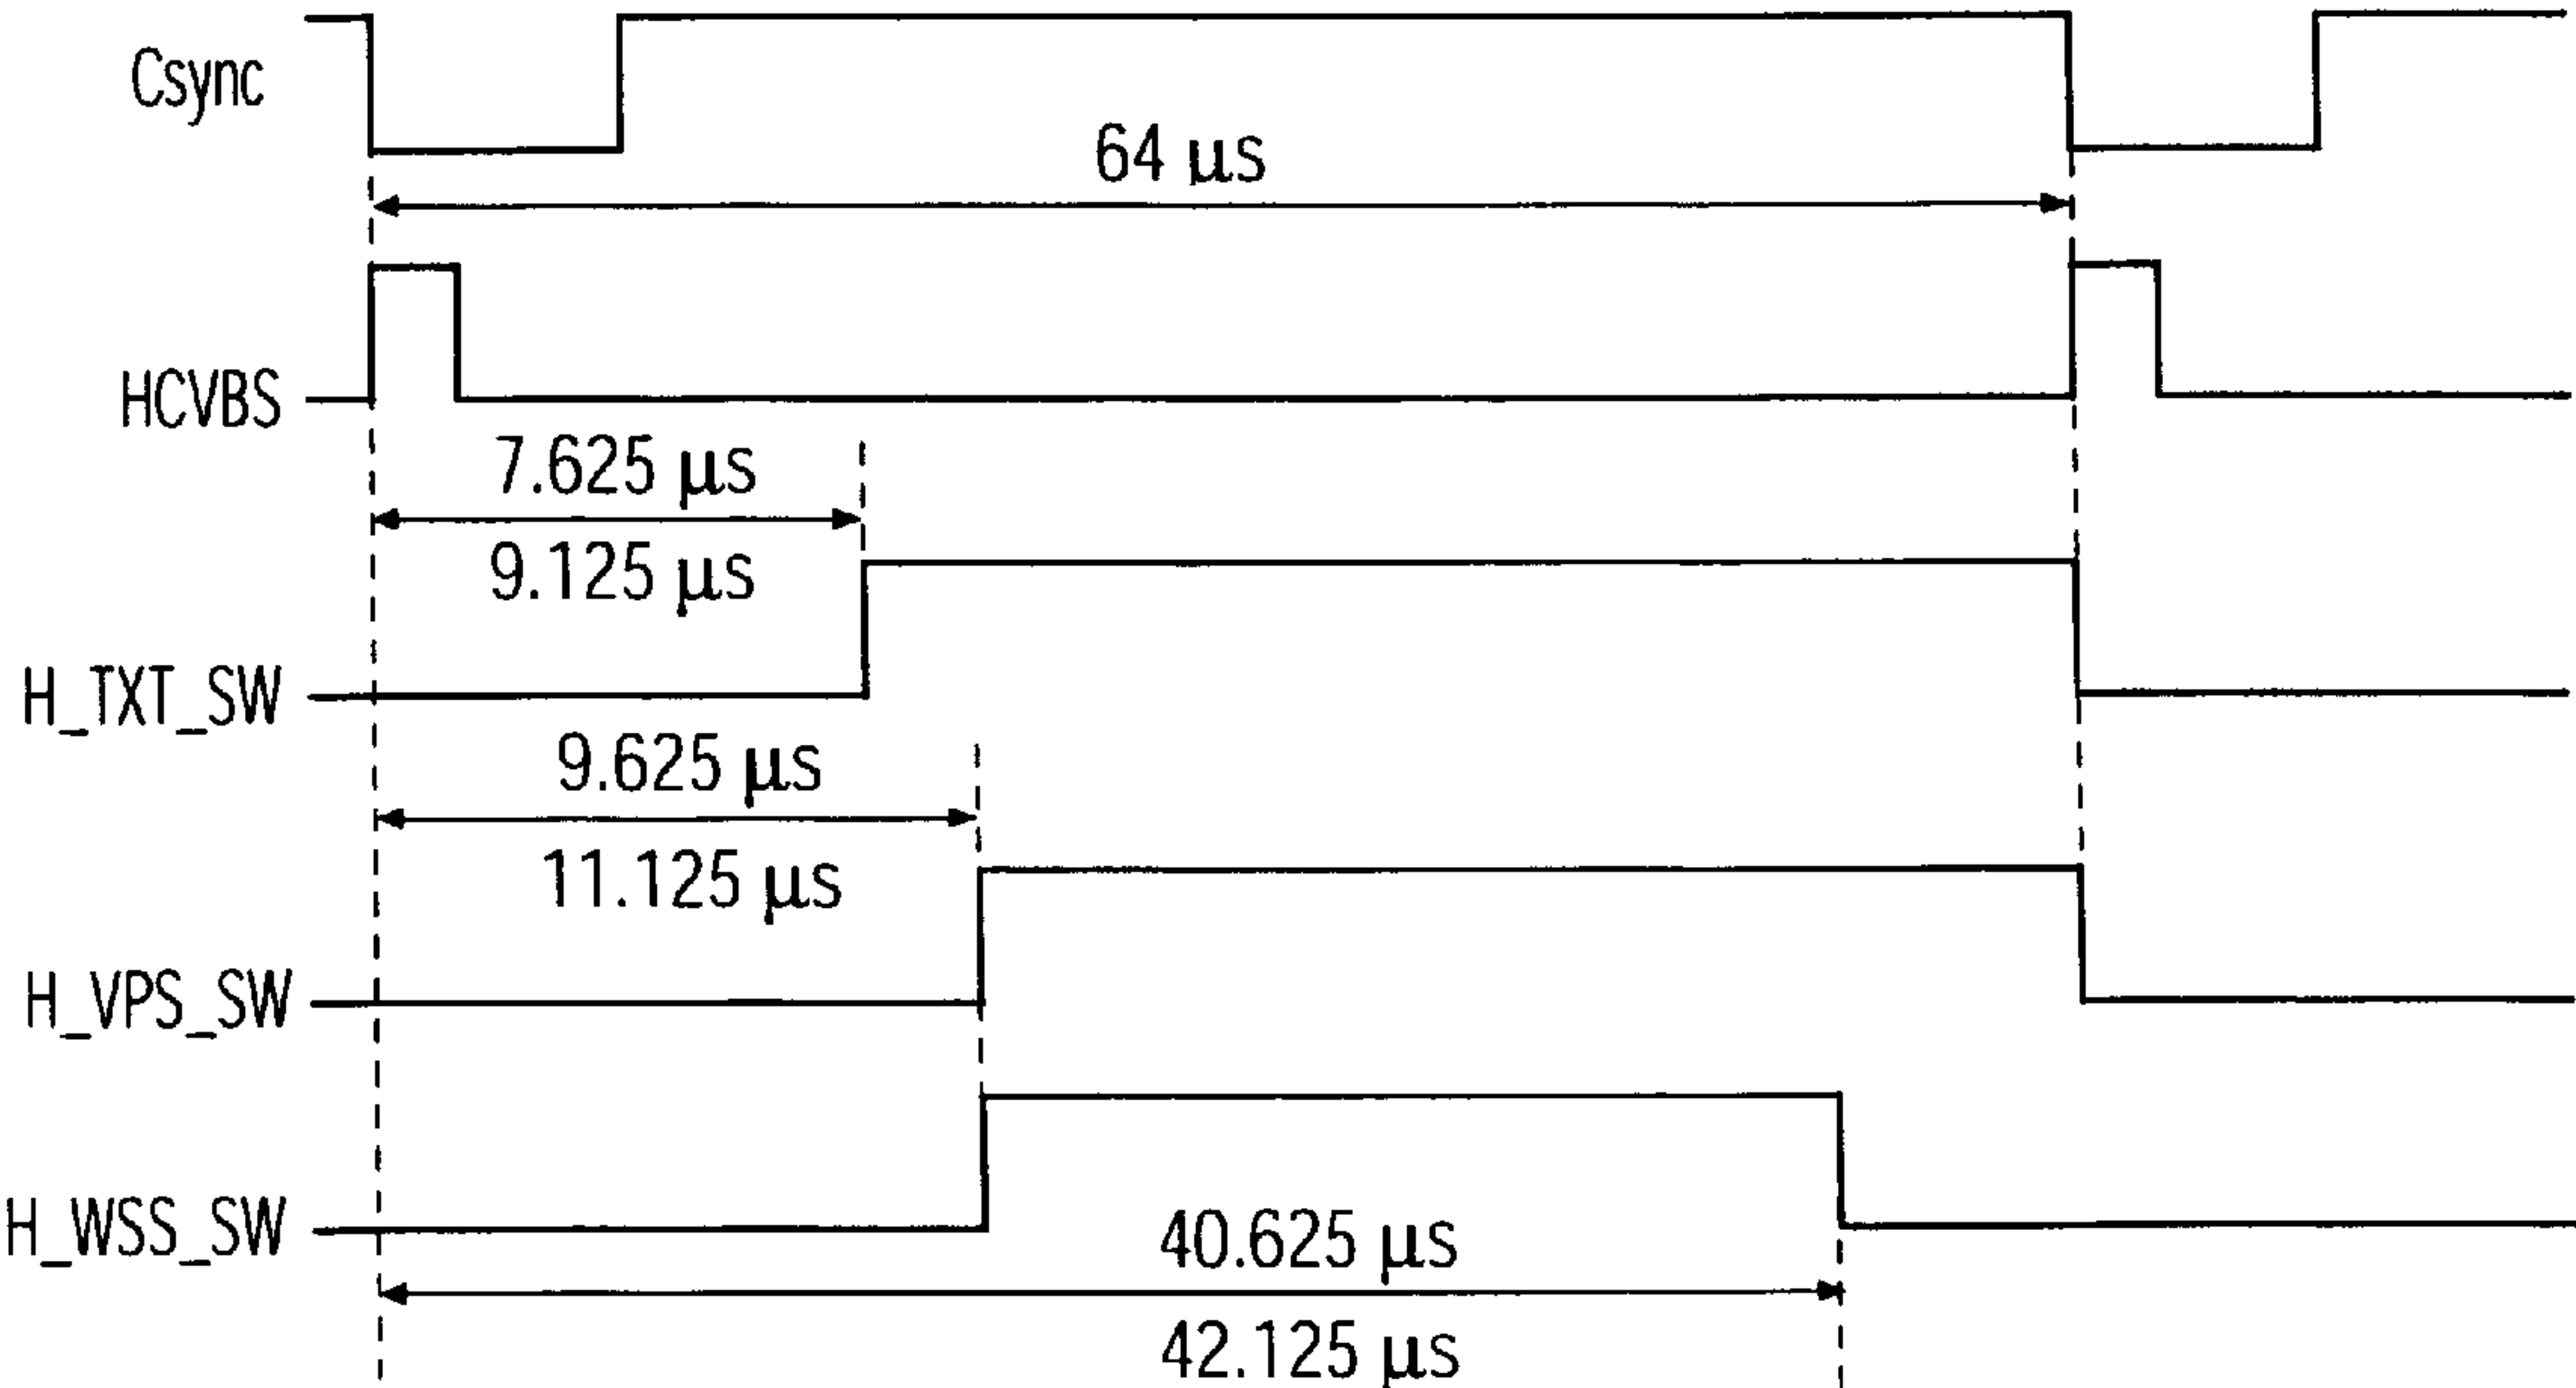 Csync
64 μs
HCVBS
7.625 μs
9.125 μs
H_TXT_SW
9.625 μs
11.125 μs
H_VPS_SW
H_WSS_SW
40.625 μs
42.125 μs